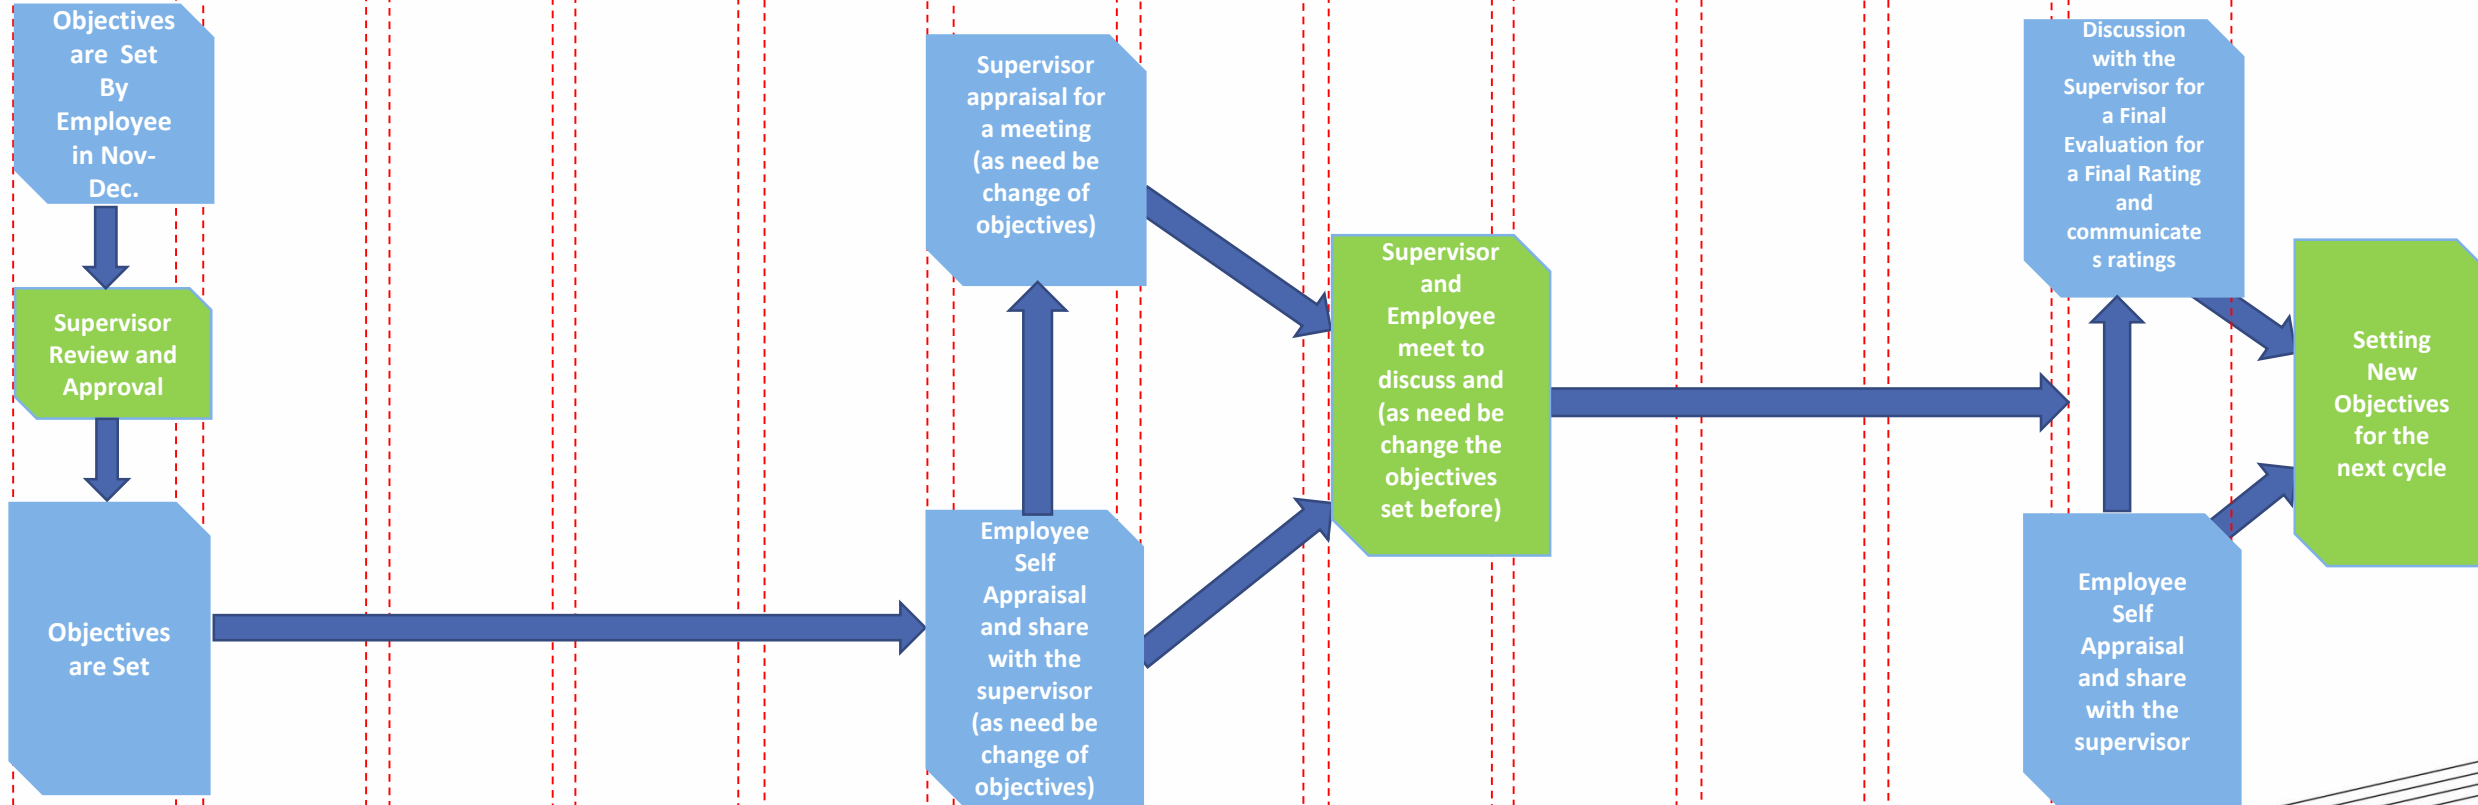 Objectives
are Set
By
Employee
in Nov-
Dec.
Supervisor
Review and
Approval
Objectives
are Set
Supervisor
appraisal for
a meeting
(as need be
change of
objectives)
Employee
Self
Appraisal
and share
with the
supervisor
(as need be
change of
objectives)
Supervisor
and
Employee
meet to
discuss and
(as need be
change the
objectives
set before)
Discussion
with the
Supervisor for
a Final
Evaluation for
a Final Rating
and
communicate
s ratings
Employee
Self
Appraisal
and share
with the
supervisor
Setting
New
Objectives
for the
next cycle